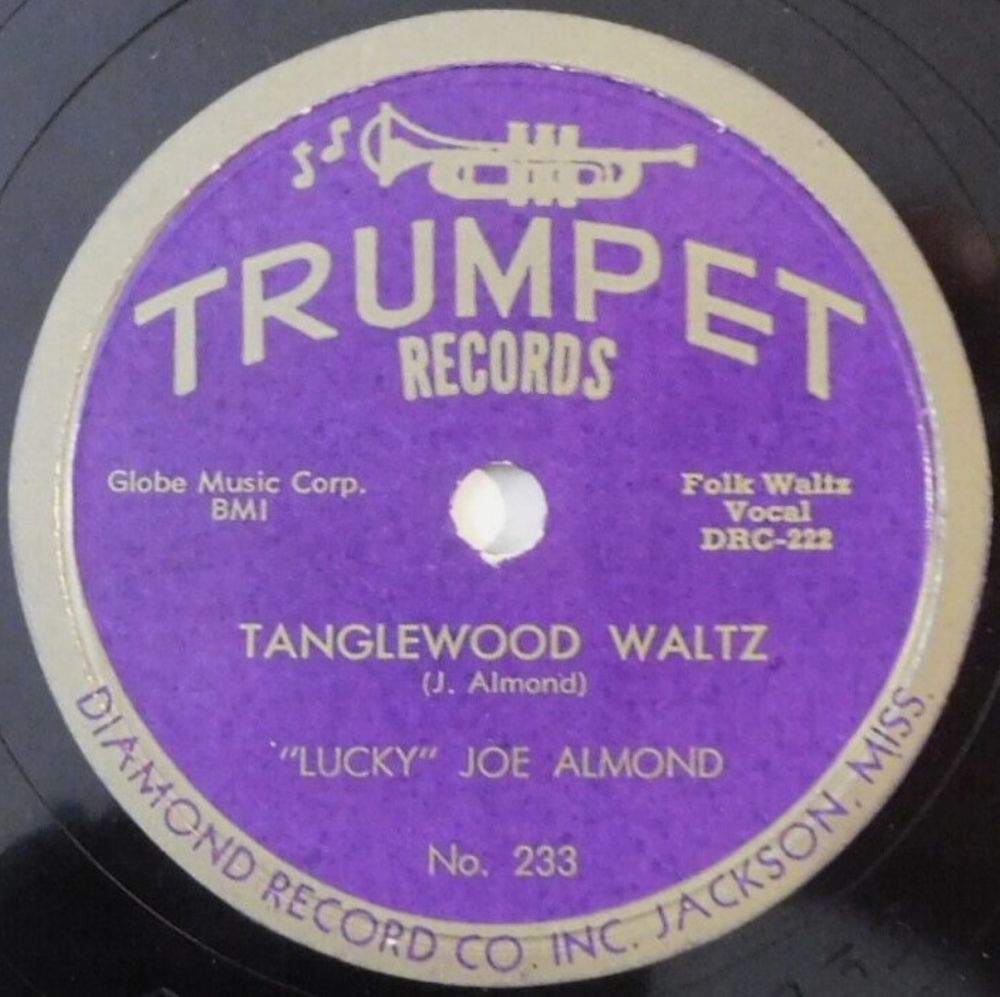 TRUMPET
RECORDS
Globe Music Corp.
BMI
Folk Waltz
Vocal
DRC-222
TANGLEWOOD WALTZ
(J. Almond)
"LUCKY" JOE ALMOND
No. 233
DIAMOND RECORD CO. INC. JACKSON, MISS.